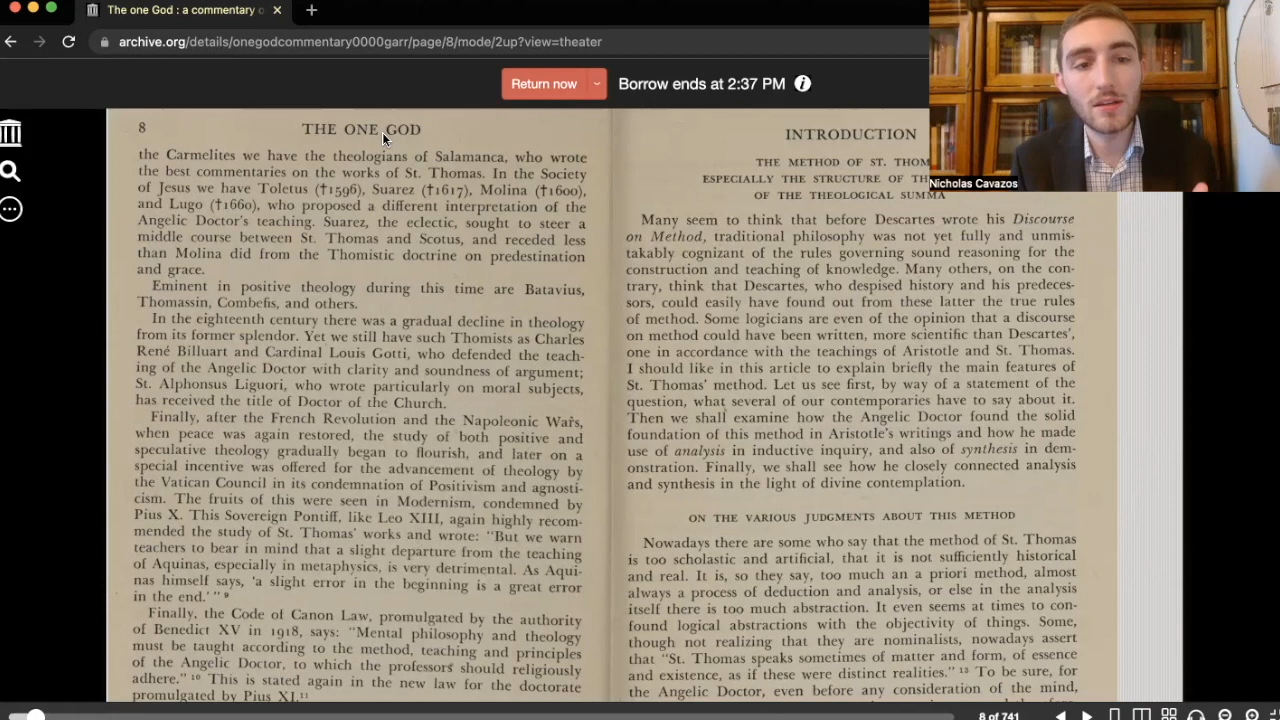 The one God : a commentary o
archive.org/details/onegodcommentary0000garr/page/8/mode/2up?view=theater
Return now
Borrow ends at 2:37 PM
Nicholas Cavazos
8
THE ONE GOD
the Carmelites we have the theologians of Salamanca, who wrote
the best commentaries on the works of St. Thomas. In the Society
of Jesus we have Toletus (†1596), Suarez (†1617), Molina (†1600),
and Lugo (†1660), who proposed a different interpretation of the
Angelic Doctor's teaching. Suarez, the eclectic, sought to steer a
middle course between St. Thomas and Scotus, and receded less
than Molina did from the Thomistic doctrine on predestination
and grace.
Eminent in positive theology during this time are Batavius,
Thomassin, Combefis, and others.
In the eighteenth century there was a gradual decline in theology
from its former splendor. Yet we still have such Thomists as Charles
René Billuart and Cardinal Louis Gotti, who defended the teach-
ing of the Angelic Doctor with clarity and soundness of argument;
St. Alphonsus Liguori, who wrote particularly on moral subjects,
has received the title of Doctor of the Church.
Finally, after the French Revolution and the Napoleonic Wars,
when peace was again restored, the study of both positive and
speculative theology gradually began to flourish, and later on a
special incentive was offered for the advancement of theology by
the Vatican Council in its condemnation of Positivism and agnosti-
cism. The fruits of this were seen in Modernism, condemned by
Pius X. This Sovereign Pontiff, like Leo XIII, again highly recom-
mended the study of St. Thomas' works and wrote: "But we warn
teachers to bear in mind that a slight departure from the teaching
of Aquinas, especially in metaphysics, is very detrimental. As Aqui-
nas himself says, 'a slight error in the beginning is a great error
in the end.' " 9
Finally, the Code of Canon Law, promulgated by the authority
of Benedict XV in 1918, says: "Mental philosophy and theology
must be taught according to the method, teaching and principles
of the Angelic Doctor, to which the professors should religiously
adhere." 10 This is stated again in the new law for the doctorate
promulgated by Pius XI.11
INTRODUCTION
THE METHOD OF ST. THOM
ESPECIALLY THE STRUCTURE OF TH
OF THE THEOLOGICAL SUMMA
Many seem to think that before Descartes wrote his Discourse
on Method, traditional philosophy was not yet fully and unmis-
takably cognizant of the rules governing sound reasoning for the
construction and teaching of knowledge. Many others, on the con-
trary, think that Descartes, who despised history and his predeces-
sors, could easily have found out from these latter the true rules
of method. Some logicians are even of the opinion that a discourse
on method could have been written, more scientific than Descartes',
one in accordance with the teachings of Aristotle and St. Thomas.
I should like in this article to explain briefly the main features of
St. Thomas' method. Let us see first, by way of a statement of the
question, what several of our contemporaries have to say about it.
Then we shall examine how the Angelic Doctor found the solid
foundation of this method in Aristotle's writings and how he made
use of analysis in inductive inquiry, and also of synthesis in dem-
onstration. Finally, we shall see how he closely connected analysis
and synthesis in the light of divine contemplation.
ON THE VARIOUS JUDGMENTS ABOUT THIS METHOD
Nowadays there are some who say that the method of St. Thomas
is too scholastic and artificial, that it is not sufficiently historical
and real. It is, so they say, too much an a priori method, almost
always a process of deduction and analysis, or else in the analysis
itself there is too much abstraction. It even seems at times to con-
found logical abstractions with the objectivity of things. Some,
though not realizing that they are nominalists, nowadays assert
that "St. Thomas speaks sometimes of matter and form, of essence
and existence, as if these were distinct realities." 13 To be sure, for
the Angelic Doctor, even before any consideration of the mind,
8 of 741